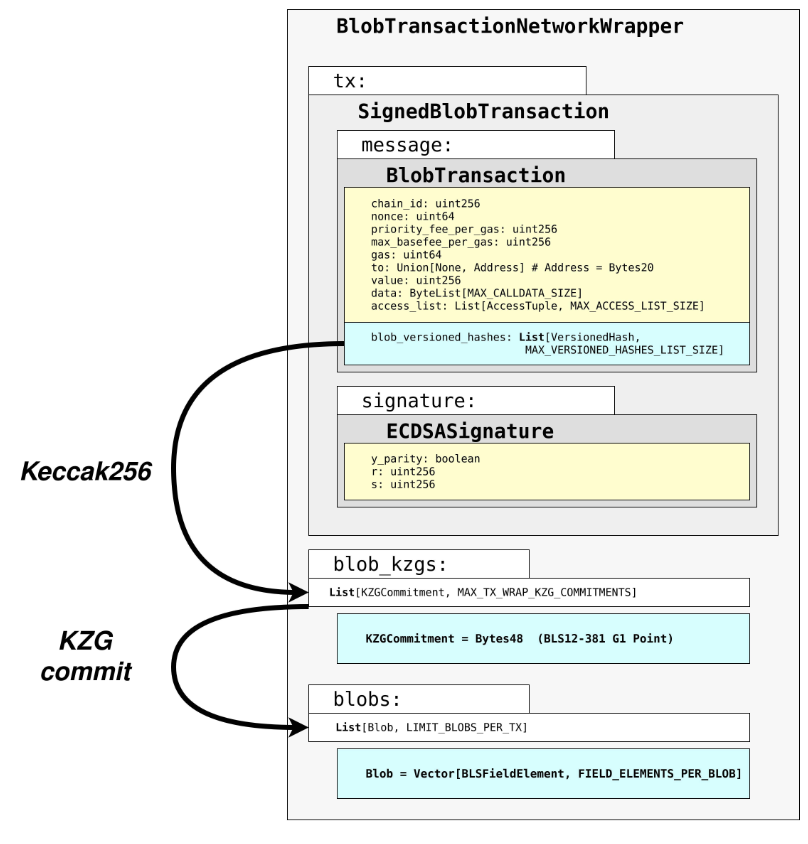 BlobTransactionNetworkWrapper
tx:
SignedBlobTransaction
message:
BlobTransaction
chain_id: uint256
nonce: uint64
priority_fee_per_gas: uint256
max_basefee_per_gas: uint256
gas: uint64
to: Union[None, Address] # Address = Bytes20
value: uint256
data: ByteList[MAX_CALLDATA_SIZE]
access_list: List[AccessTuple, MAX_ACCESS_LIST_SIZE]
blob_versioned_hashes: List[VersionedHash,
MAX_VERSIONED_HASHES_LIST_SIZE]
signature:
ECDSASignature
y_parity: boolean
r: uint256
s: uint256
Keccak256
blob_kzgs:
List[KZGCommitment, MAX_TX_WRAP_KZG_COMMITMENTS]
KZGCommitment = Bytes48 (BLS12-381 G1 Point)
KZG
commit
blobs:
List[Blob, LIMIT_BLOBS_PER_TX]
Blob = Vector[BLSFieldElement, FIELD_ELEMENTS_PER_BLOB]